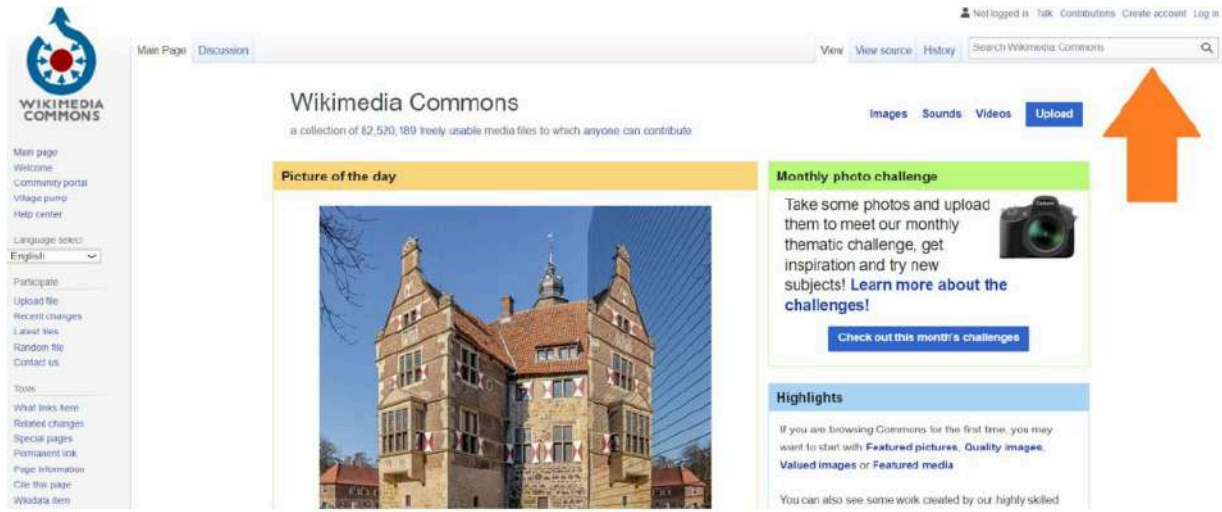 Not logged in Talk Contributions Create account Log in
Main Page Discussion
View View source History Search Wikimedia Commons
WIKIMEDIA
COMMONS
Main page
Welcome
Community portal
Village pump
Help center
Language select
English
Participate
Upload file
Recent changes
Latest files
Random file
Contact us
Tools
What links here
Related changes
Special pages
Permanent link
Page information
Cite this page
Wikidata item
Wikimedia Commons
a collection of 82,520,189 freely usable media files to which anyone can contribute
Images Sounds Videos Upload
Picture of the day
Monthly photo challenge
Take some photos and upload
them to meet our monthly
thematic challenge, get
inspiration and try new
subjects! Learn more about the
challenges!
Check out this month's challenges
Highlights
If you are browsing Commons for the first time, you may
want to start with Featured pictures, Quality images,
Valued images or Featured media
You can also see some work created by our highly skilled